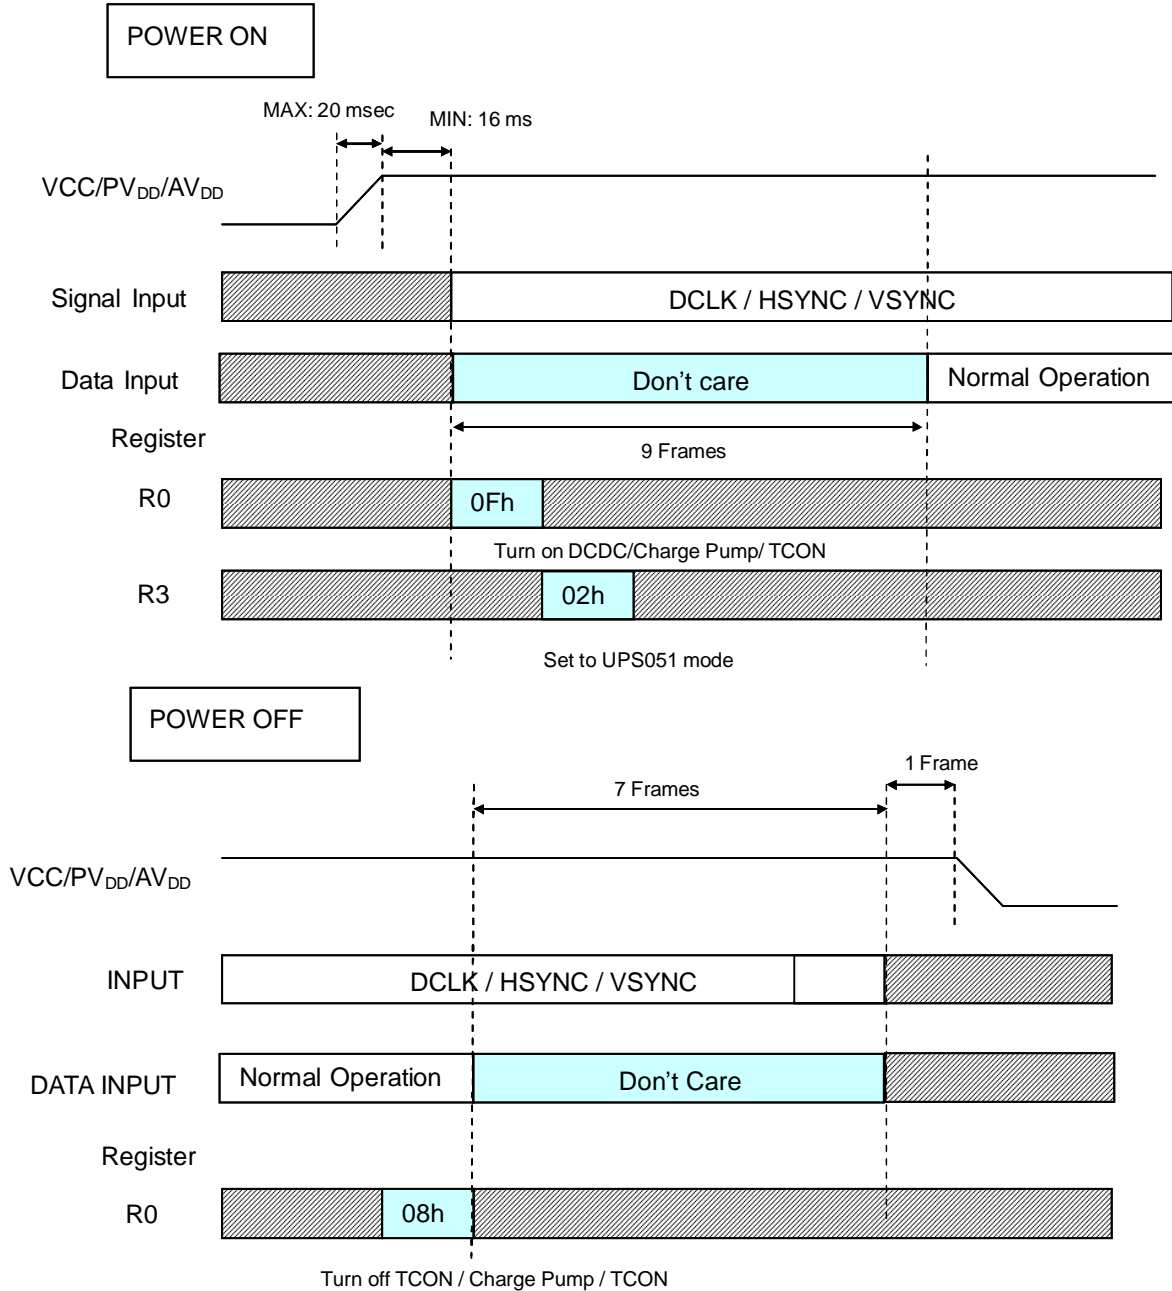 POWER ON
MAX: 20 msec
MIN: 16 ms
VCC/PVDD/AVDD
Signal Input
DCLK / HSYNC / VSYNC
Data Input
Don't care
Normal Operation
Register
9 Frames
R0
0Fh
Turn on DCDC/Charge Pump/ TCON
R3
02h
Set to UPS051 mode
POWER OFF
1 Frame
7 Frames
VCC/PVDD/AVDD
INPUT
DCLK / HSYNC / VSYNC
DATA INPUT
Normal Operation
Don't Care
Register
R0
08h
Turn off TCON / Charge Pump / TCON